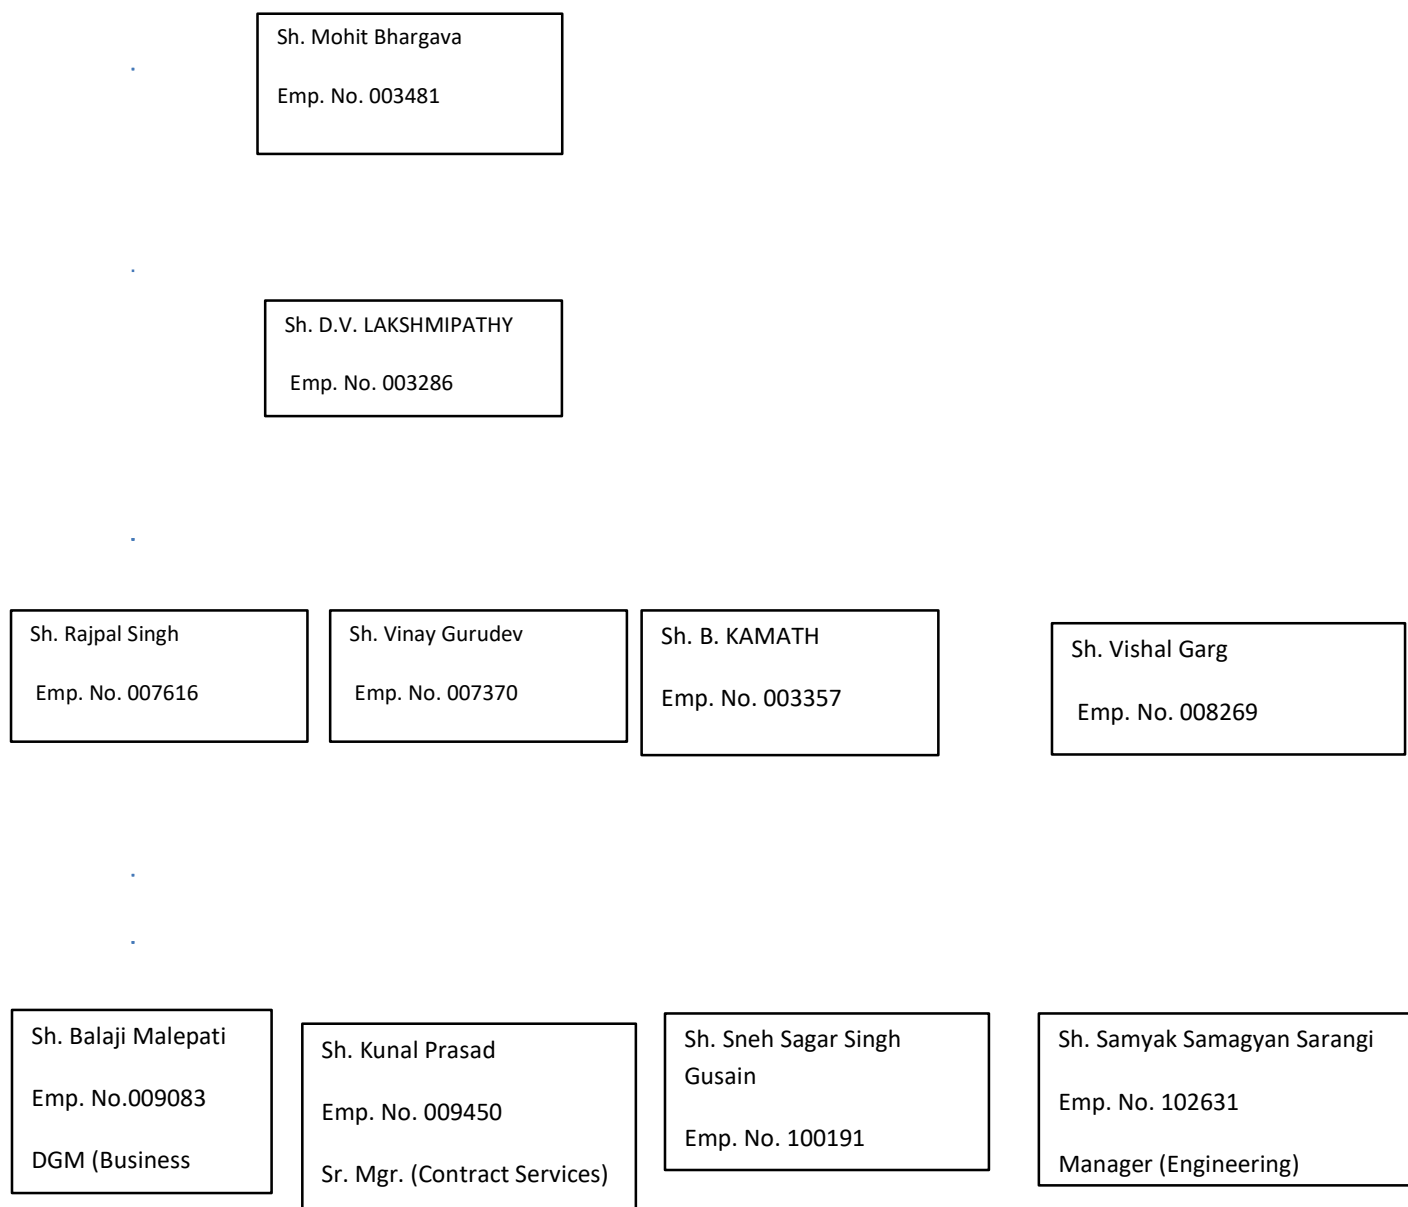 Sh. Mohit Bhargava
Emp. No. 003481
Sh. D.V. LAKSHMIPATHY
Emp. No. 003286
Sh. Rajpal Singh
Emp. No. 007616
Sh. Vinay Gurudev
Emp. No. 007370
Sh. B. KAMATH
Emp. No. 003357
Sh. Vishal Garg
Emp. No. 008269
Sh. Balaji Malepati
Emp. No.009083
DGM (Business
Sh. Kunal Prasad
Emp. No. 009450
Sr. Mgr. (Contract Services)
Sh. Sneh Sagar Singh
Gusain
Emp. No. 100191
Sh. Samyak Samagyan Sarangi
Emp. No. 102631
Manager (Engineering)